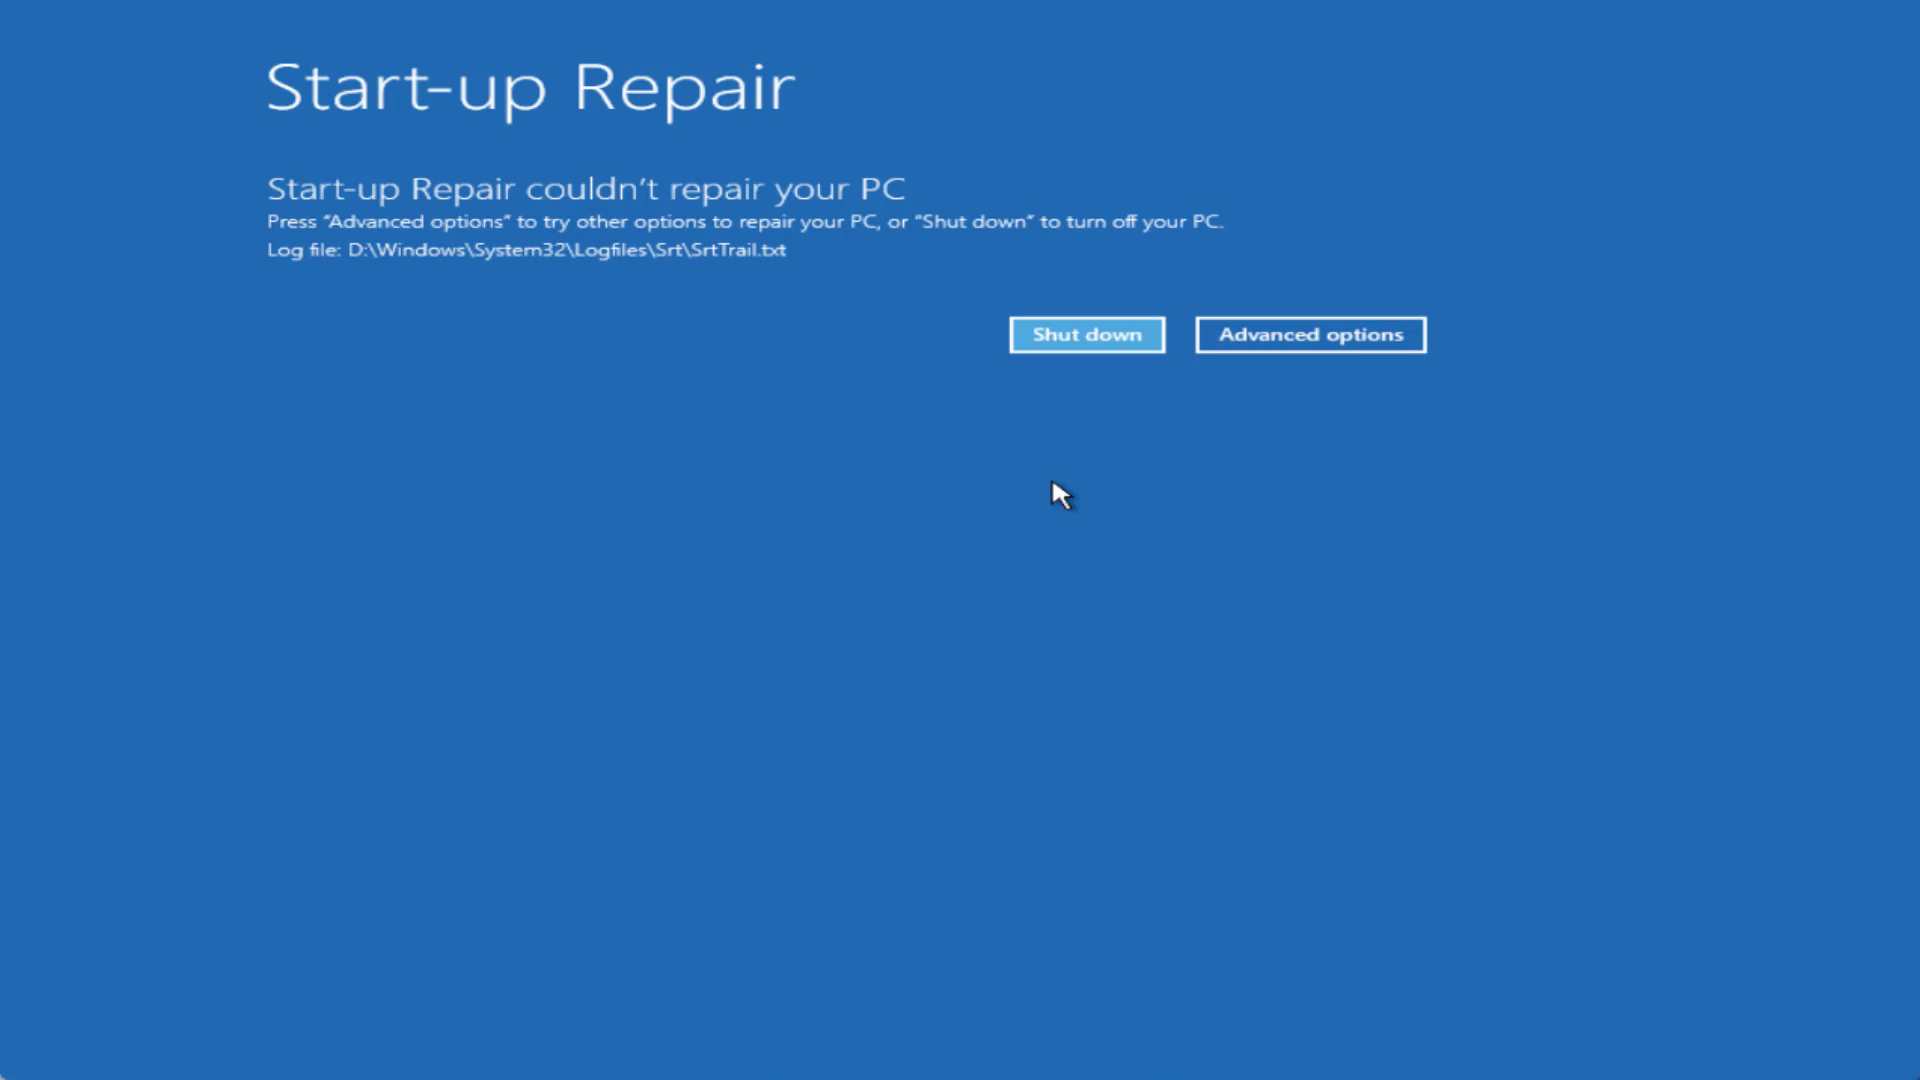 Start-up Repair
Start-up Repair couldn't repair your PC
Press “Advanced options” to try other options to repair your PC, or “Shut down” to turn off your PC.
Log file: D:\Windows\System32\Logfiles\Srt\SrtTrail.txt
Shut down
Advanced options